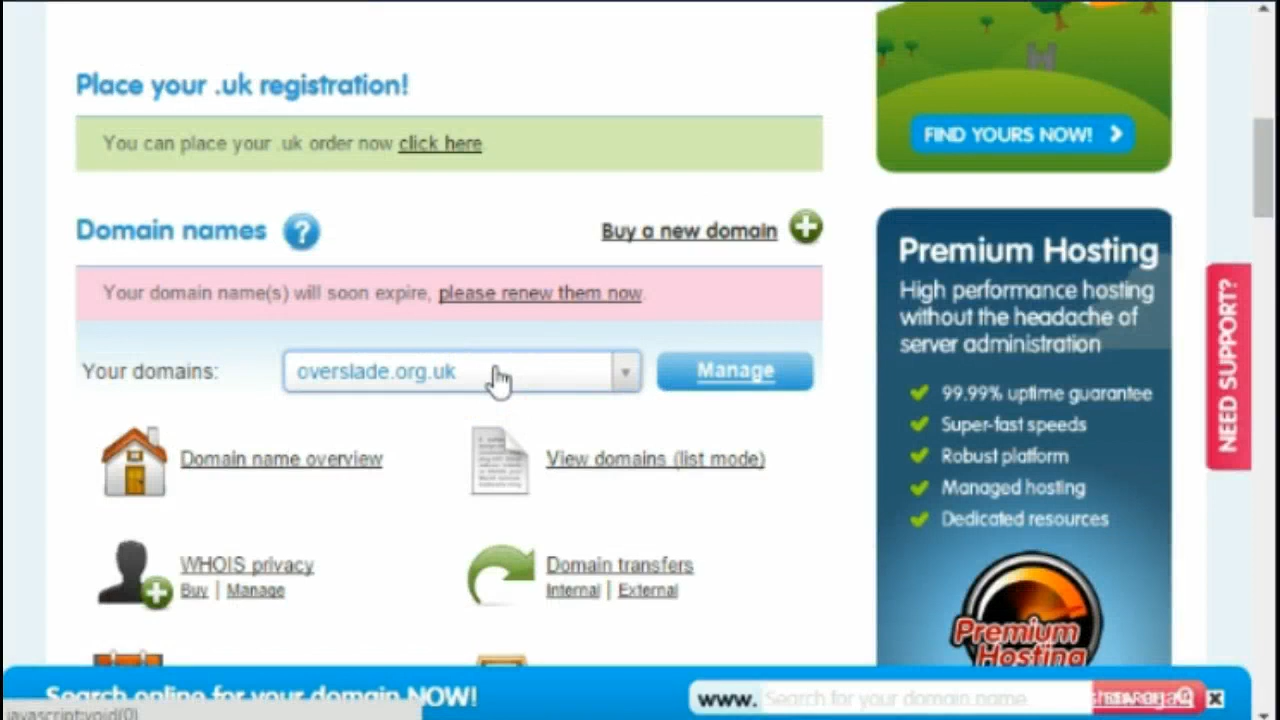 Place your .uk registration!
You can place your .uk order now click here
FIND YOURS NOW!
Domain names ?
Buy a new domain
Your domain name(s) will soon expire, please renew them now.
Your domains: overslade.org.uk Manage
Domain name overview
View domains (list mode)
WHOIS privacy
Buy | Manage
Domain transfers
Internal | External
Premium Hosting
High performance hosting
without the headache of
server administration
99.99% uptime guarantee
Super-fast speeds
Robust platform
Managed hosting
Dedicated resources
Premium
Hosting
NEED SUPPORT?
Search online for your domain NOW!
www. Search for your domain name
javascript:void(0)